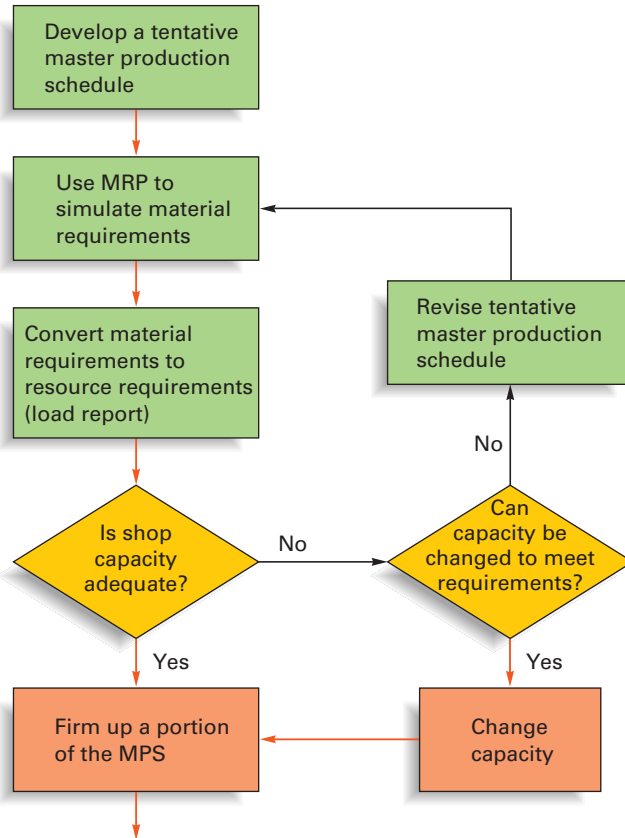 Develop a tentative
master production
schedule
Use MRP to
simulate material
requirements
Revise tentative
master production
schedule
Convert material
requirements to
resource requirements
(load report)
No
Is shop
capacity
adequate?
No
Can
capacity be
changed to meet
requirements?
Yes
Yes
Firm up a portion
of the MPS
Change
capacity